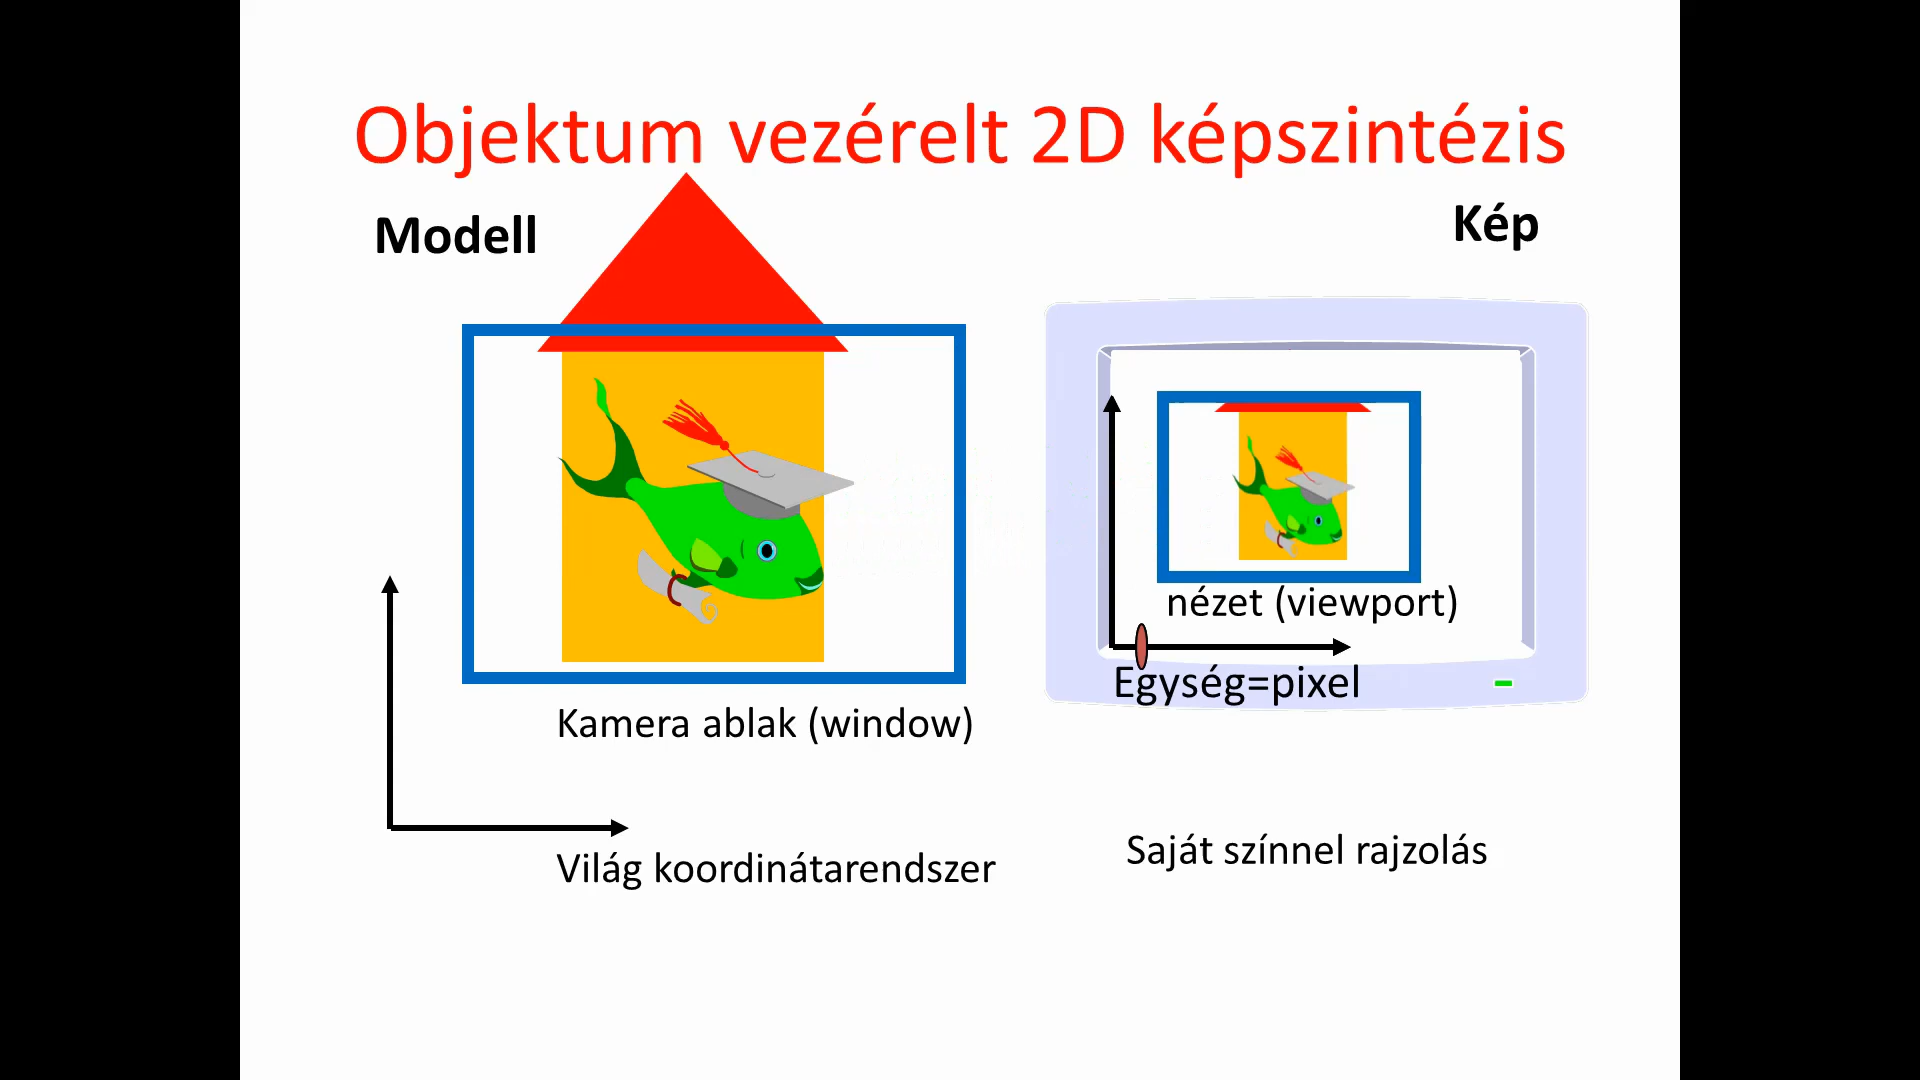 Objektum vezérelt 2D képszintézis
Modell
Kép
nézet (viewport)
Egység=pixel
Kamera ablak (window)
Világ koordinátarendszer
Saját színnel rajzolás